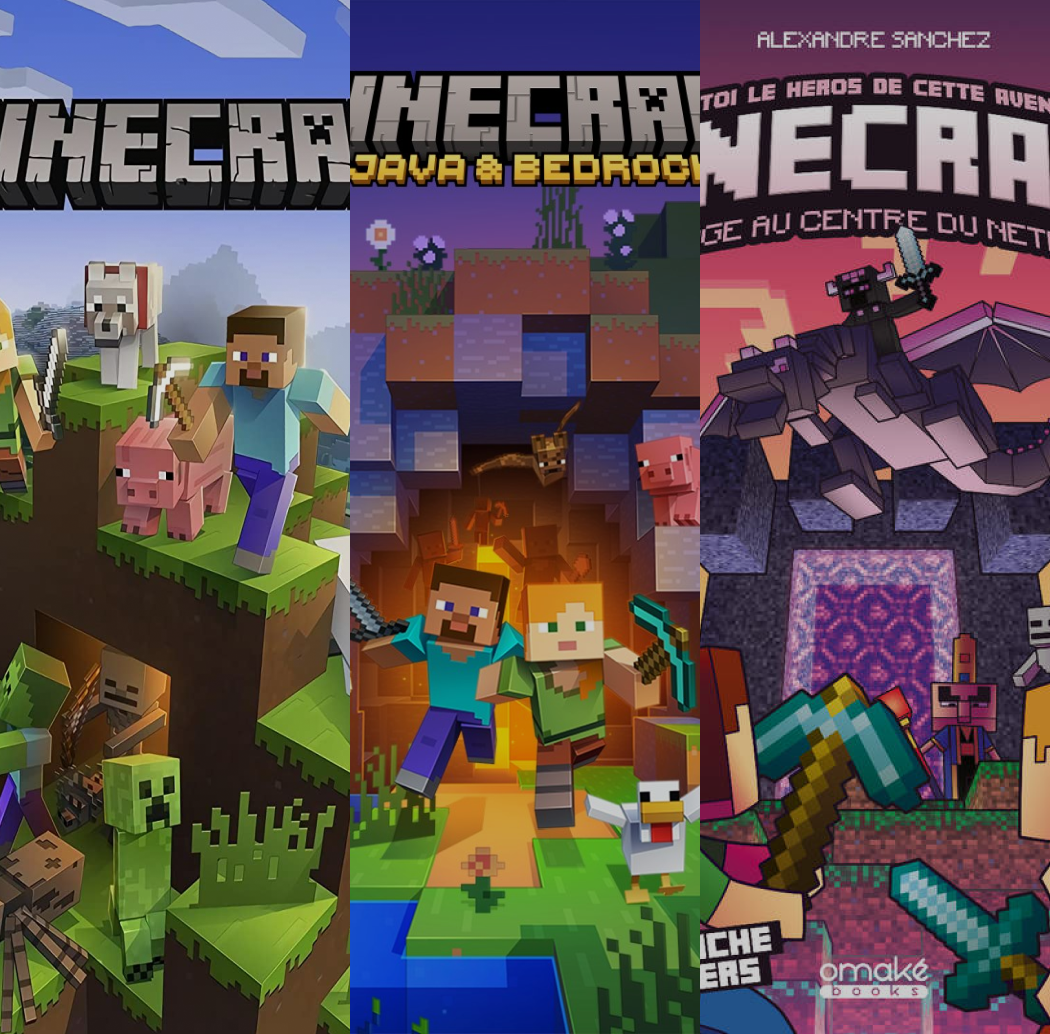 INECRA
INECRA
JAVA & BEDROCK
ALEXANDRE SANCHEZ
TOI LE HEROS DE CETTE AVEN
NECRA
GE AU CENTRE DU NET
CHE
ERS
omaké
books